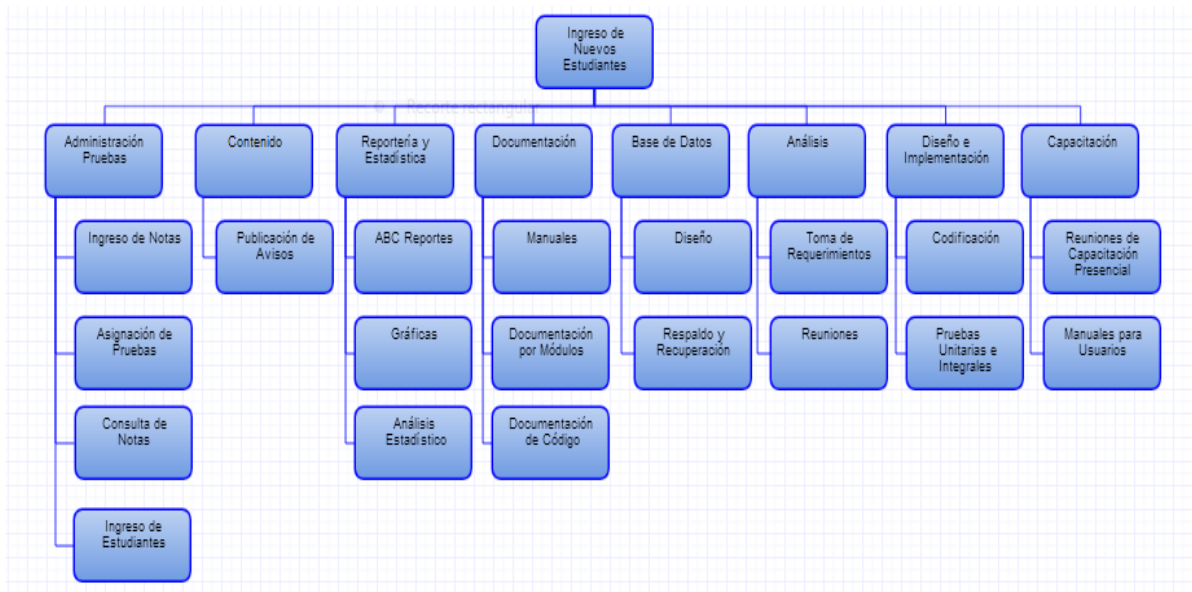 Ingreso de
Nuevos
Estudiantes
Recorte rectangular
Administración
Pruebas
Contenido
Reportería y
Estadística
Documentación
Base de Datos
Análisis
Diseño e
Implementación
Capacitación
Ingreso de Notas
Publicación de
Avisos
ABC Reportes
Manuales
Diseño
Toma de
Requerimientos
Codificación
Reuniones de
Capacitación
Presencial
Asignación de
Pruebas
Gráficas
Documentación
por Módulos
Respaldo y
Recuperación
Reuniones
Pruebas
Unitarias e
Integrales
Manuales para
Usuarios
Consulta de
Notas
Análisis
Estadístico
Documentación
de Código
Ingreso de
Estudiantes